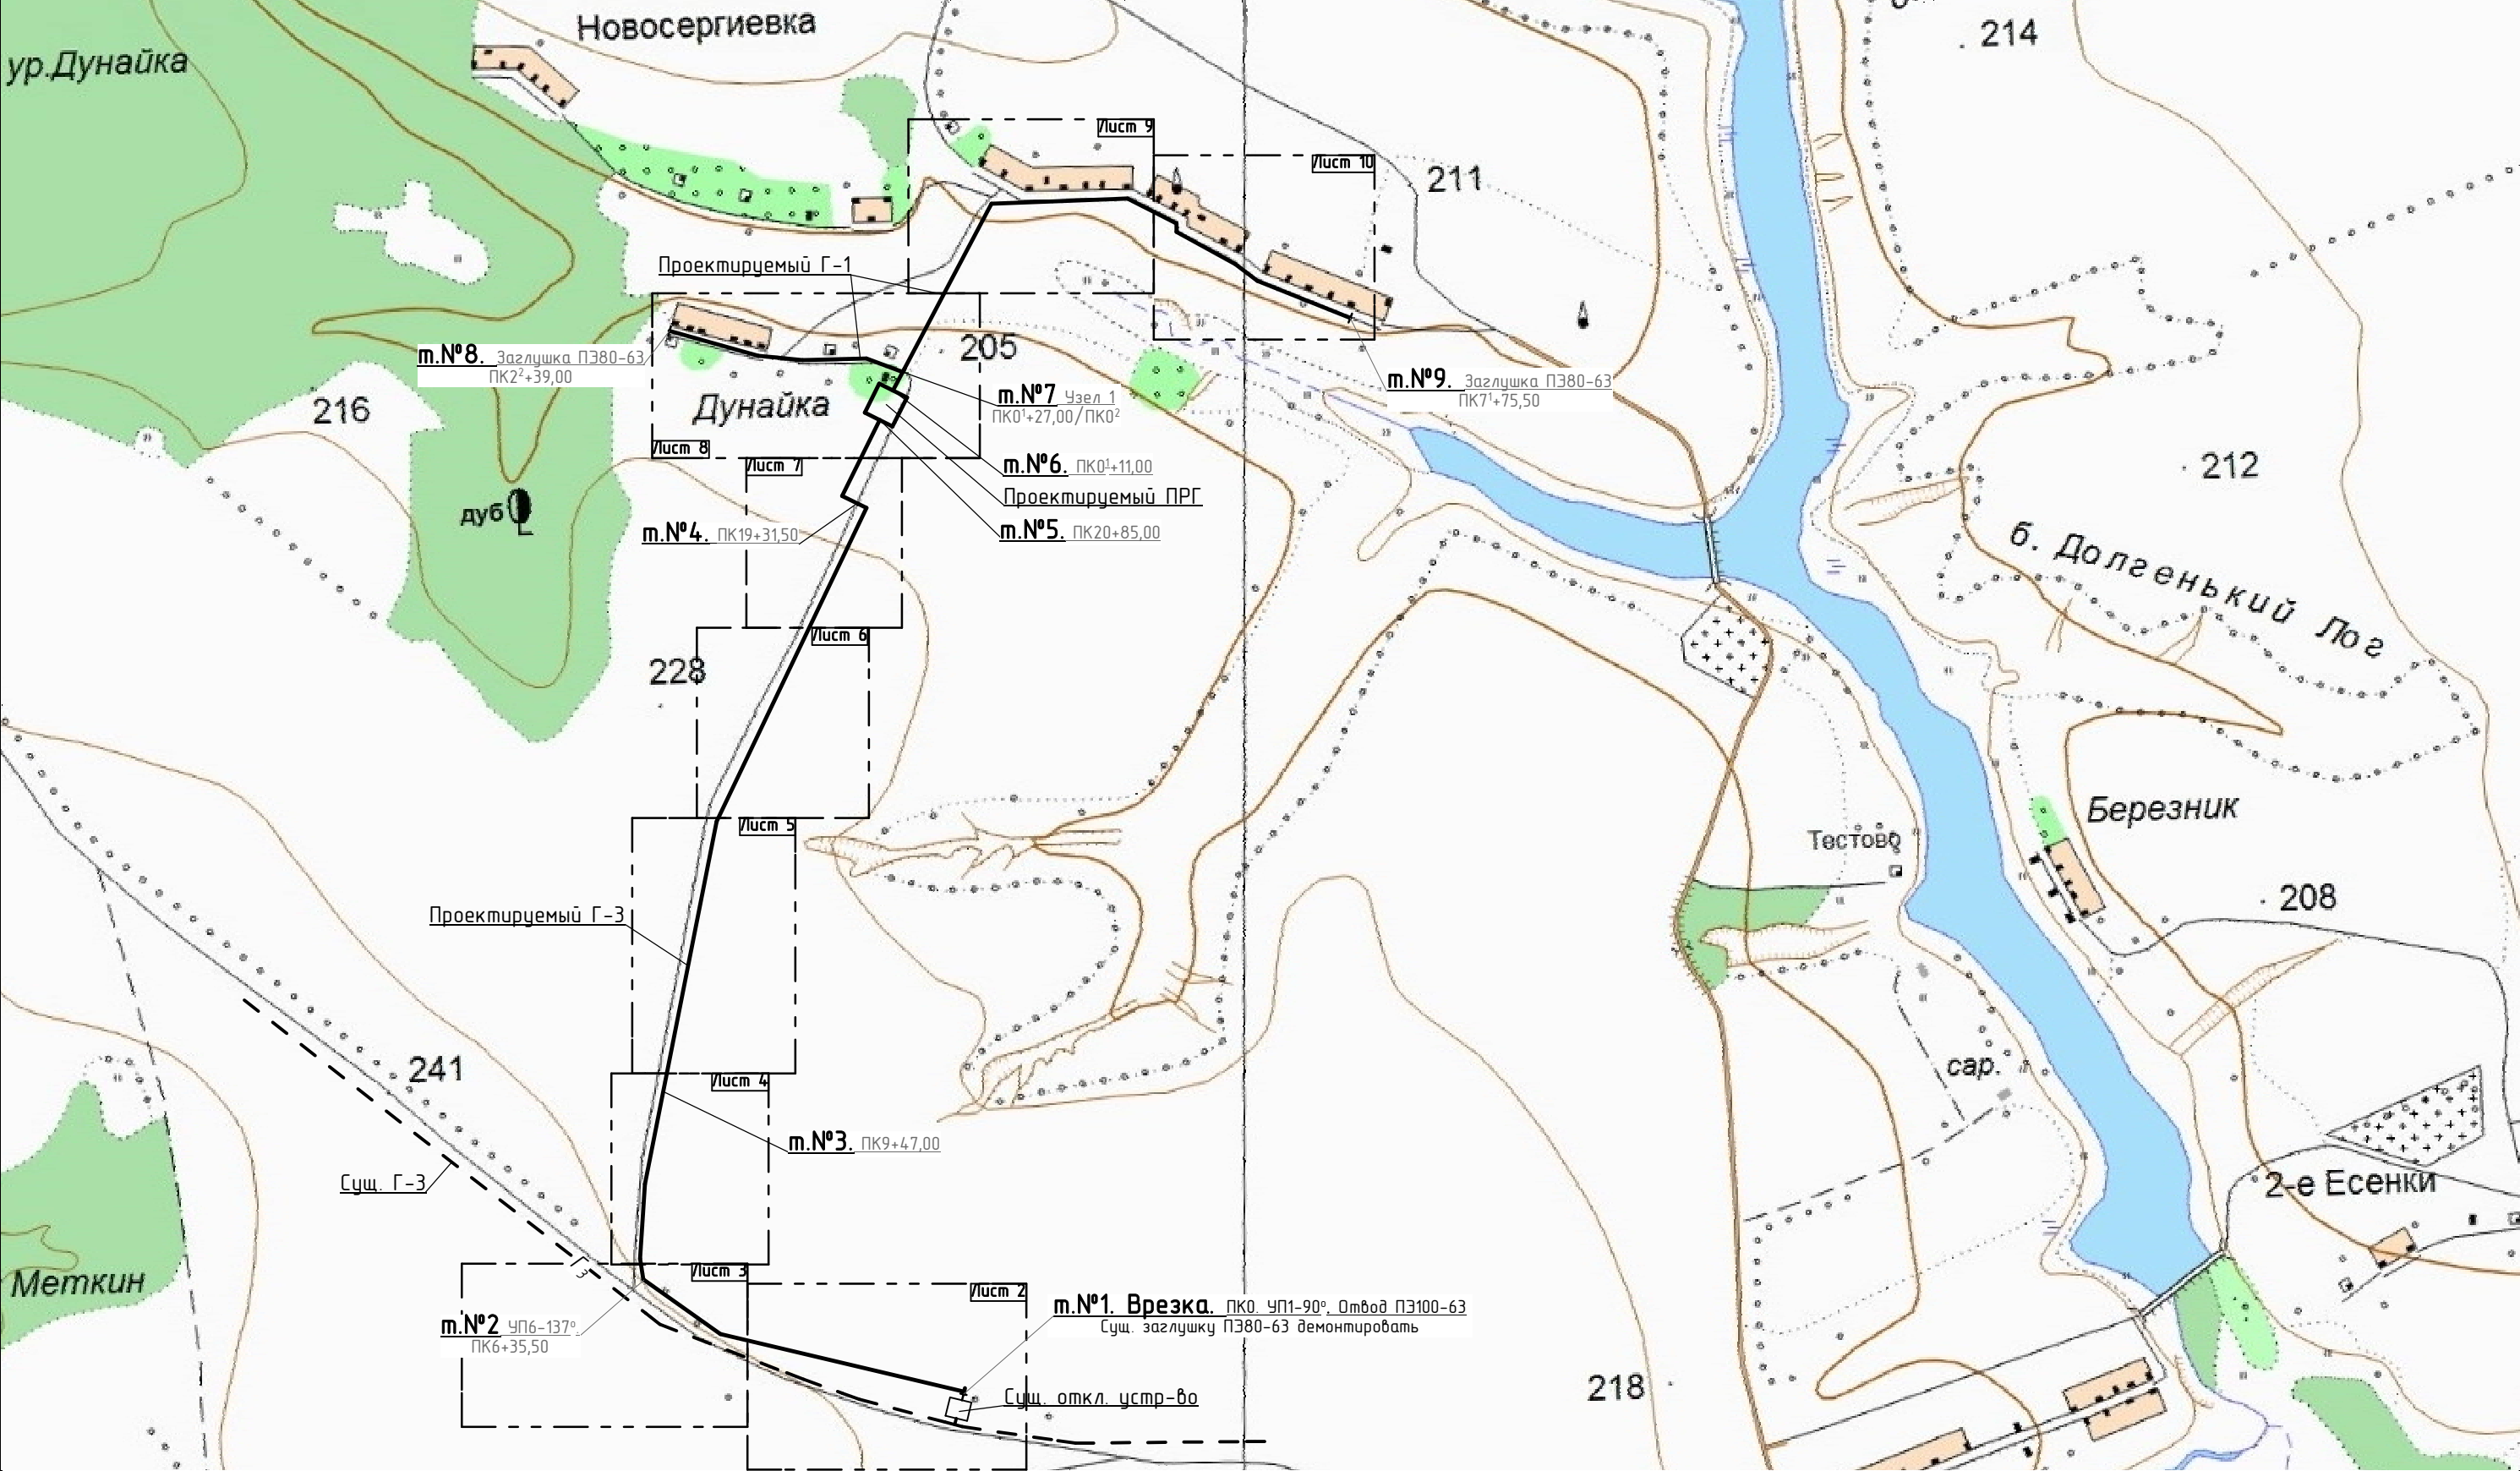 Новосергиевка
214
ур.Дунайка
Лист 9
Лист 10
211
Проектируемый Г-1
205
т.№8. Заглушка ПЭ80-63
ПК2²+39,00
т.№9. Заглушка ПЭ80-63
ПК7¹+75,50
216
Дунайка
т.№7 Узел 1
ПК0¹+27,00/ПК0²
Лист 8
Лист 7
т.№6. ПК0¹+11,00
212
Проектируемый ПРГ
дуб
т.№4. ПК19+31,50
т.№5. ПК20+85,00
б. Долгенький Лог
Лист 6
228
Лист 5
Березник
Тестово
208
Проектируемый Г-3
241
сар.
Лист 4
т.№3. ПК9+47,00
Сущ. Г-3
2-е Есенки
Г3
Меткин
Лист 3
Лист 2
т.№1. Врезка. ПК0. УП1-90°. Отвод ПЭ100-63
Сущ. заглушку ПЭ80-63 демонтировать
т.№2 УП6-137°.
ПК6+35,50
218
Сущ. откл. устр-во